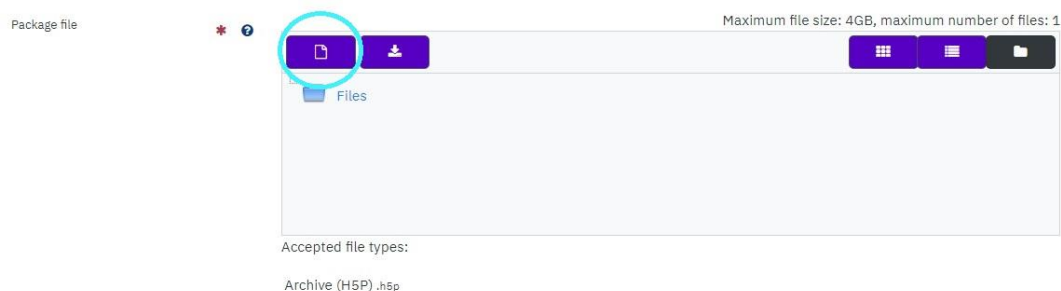 Package file
Maximum file size: 4GB, maximum number of files: 1
Files
Accepted file types:
Archive (H5P) .h5p